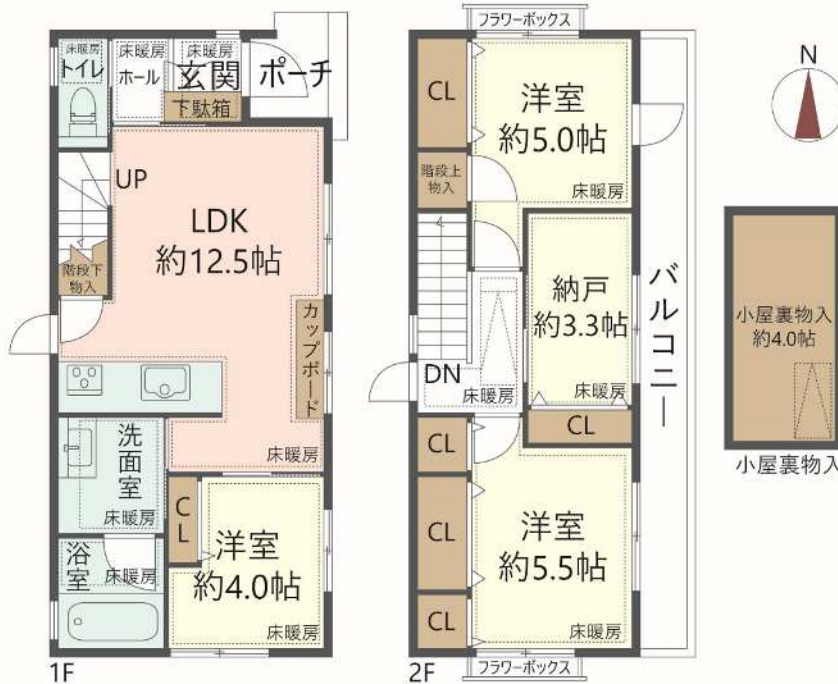 床暖房
トイレ
床暖房
ホール
床暖房
玄関
下駄箱
ポーチ
UP
LDK
約12.5帖
階段下
物入
カップボード
床暖房
洗面室
床暖房
浴室
床暖房
CL
洋室
約4.0帖
床暖房
1F
フラワーボックス
CL
洋室
約5.0帖
床暖房
階段上
物入
納戸
約3.3帖
床暖房
CL
DN
床暖房
バルコニー
CL
CL
CL
洋室
約5.5帖
床暖房
フラワーボックス
2F
N
小屋裏物入
約4.0帖
小屋裏物入